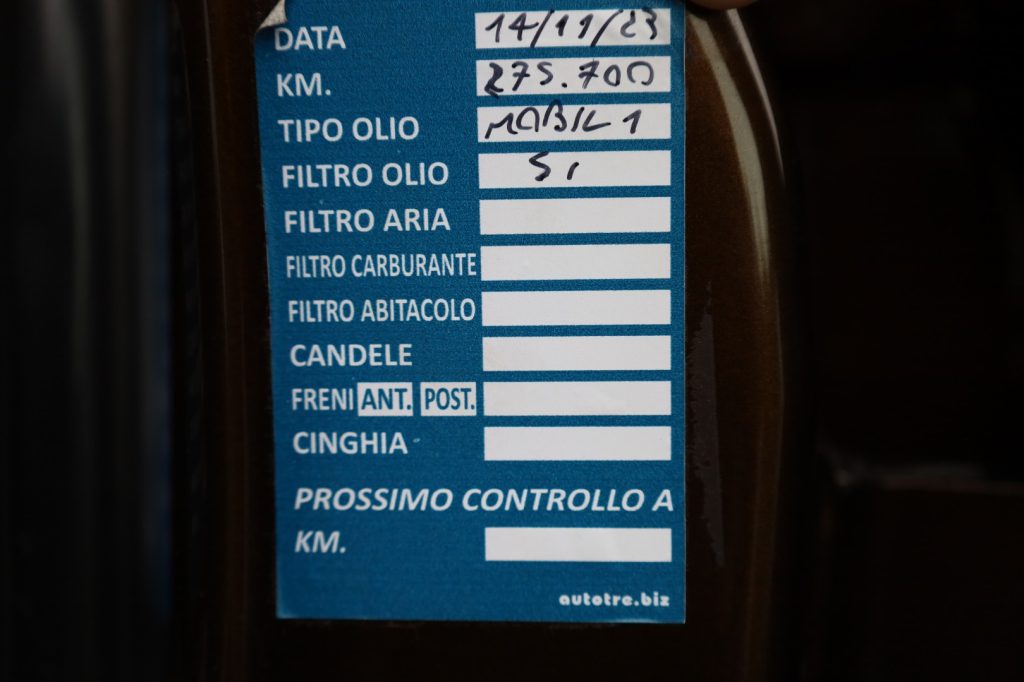 DATA 14/11/23
KM. 275.700
TIPO OLIO MOBIL 1
FILTRO OLIO Si
FILTRO ARIA
FILTRO CARBURANTE
FILTRO ABITACOLO
CANDELE
FRENI ANT. POST.
CINGHIA
PROSSIMO CONTROLLO A
KM.
autotre.biz